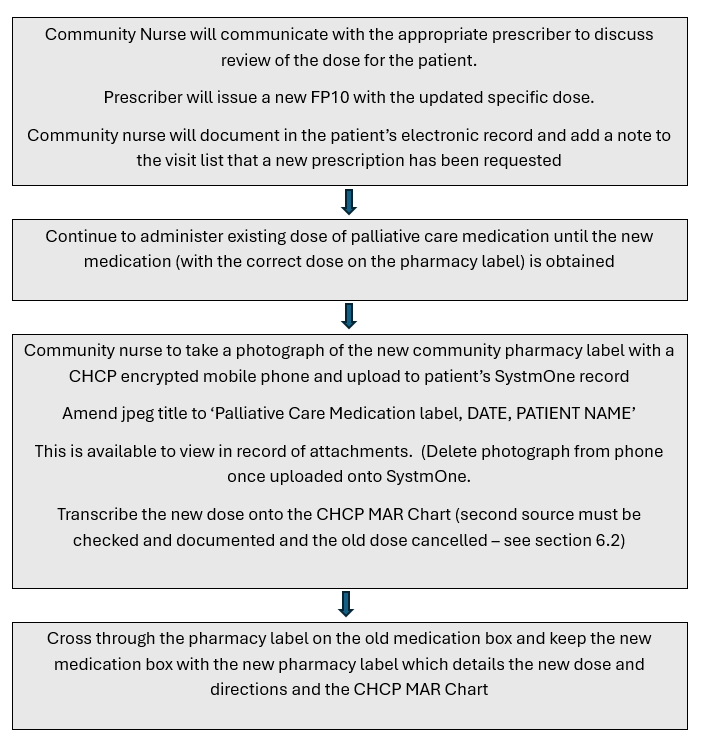 Community Nurse will communicate with the appropriate prescriber to discuss
review of the dose for the patient.
Prescriber will issue a new FP10 with the updated specific dose.
Community nurse will document in the patient’s electronic record and add a note to
the visit list that a new prescription has been requested
Continue to administer existing dose of palliative care medication until the new
medication (with the correct dose on the pharmacy label) is obtained
Community nurse to take a photograph of the new community pharmacy label with a
CHCP encrypted mobile phone and upload to patient’s SystmOne record
Amend jpeg title to ‘Palliative Care Medication label, DATE, PATIENT NAME’
This is available to view in record of attachments.  (Delete photograph from phone
once uploaded onto SystmOne.
Transcribe the new dose onto the CHCP MAR Chart (second source must be
checked and documented and the old dose cancelled – see section 6.2)
Cross through the pharmacy label on the old medication box and keep the new
medication box with the new pharmacy label which details the new dose and
directions and the CHCP MAR Chart